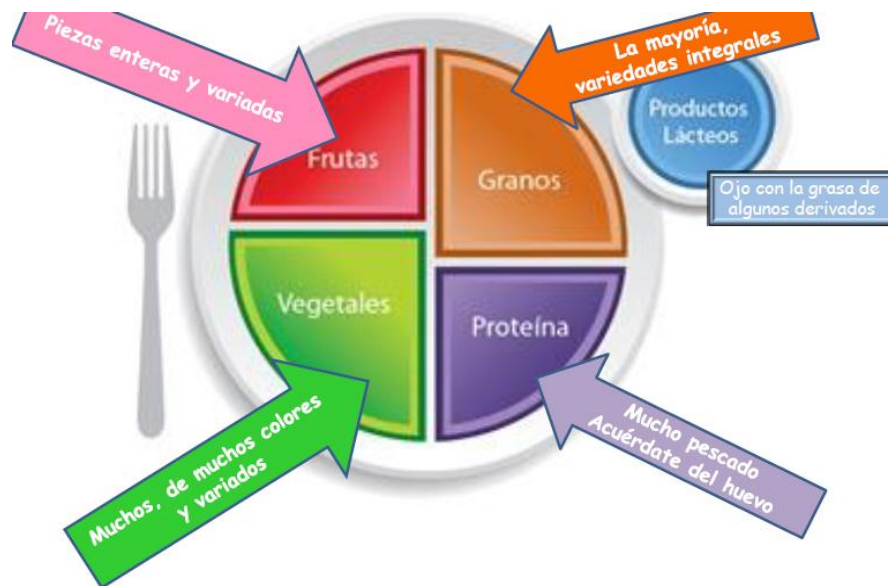 Piezas enteras y variadas
La mayoría,
variedades integrales
Frutas
Granos
Productos
Lácteos
Ojo con la grasa de
algunos derivados
Vegetales
Proteína
Muchos, de muchos colores
y variados
Mucho pescado
Acuérdate del huevo